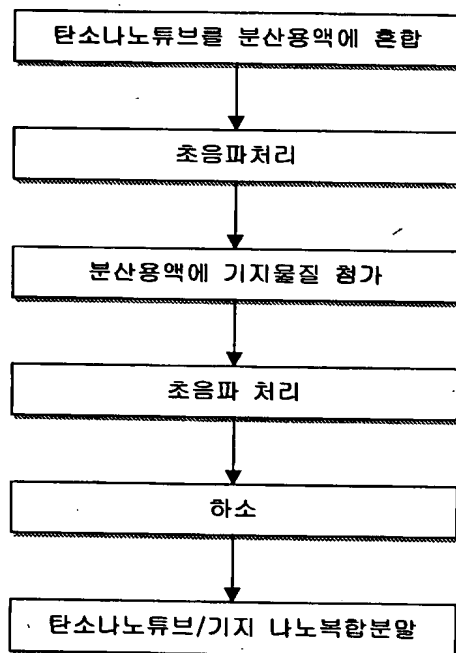 탄소나노튜브를 분산용액에 혼합
초음파처리
분산용액에 기지물질 첨가
초음파 처리
하소
탄소나노튜브/기지 나노복합분말